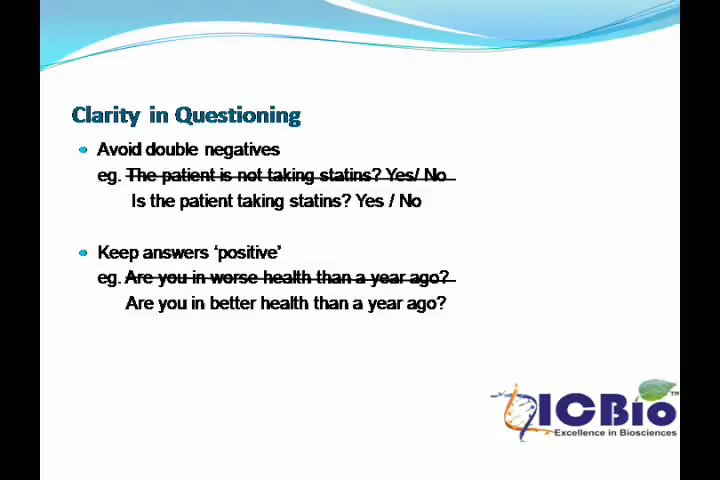 Clarity in Questioning
Avoid double negatives
eg. The patient is not taking statins? Yes/ No
Is the patient taking statins? Yes / No
Keep answers ‘positive’
eg. Are you in worse health than a year ago?
Are you in better health than a year ago?
ICBio™
Excellence in Biosciences